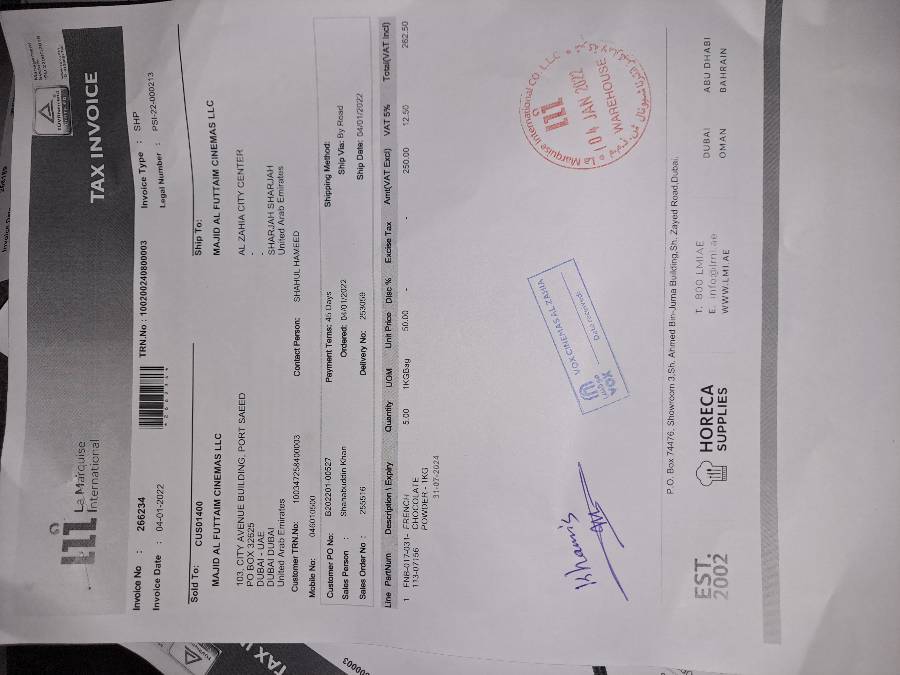 La Marquise
International
TAX INVOICE
Invoice No : 266234
TRN.No : 100200240800003
Invoice Type : SHP
Invoice Date : 04-01-2022
Legal Number : PSI-22-000213
Sold To: CUS01400
Ship To:
MAJID AL FUTTAIM CINEMAS LLC
MAJID AL FUTTAIM CINEMAS LLC
103, CITY AVENUE BUILDING, PORT SAEED
PO BOX 32625
DUBAI - UAE
DUBAI DUBAI
United Arab Emirates
AL ZAHIA CITY CENTER
-
-
SHARJAH SHARJAH
United Arab Emirates
Customer TRN.No: 100347258400003
Contact Person: SHAHUL HAMEED
Mobile No: 046010500
Customer PO No: B202201-00527
Payment Terms: 45 Days
Shipping Method:
Sales Person : Shahabuddin Khan
Ordered: 04/01/2022
Ship Via: By Road
Sales Order No : 255516
Delivery No: 253059
Ship Date: 04/01/2022
Line PartNum Description \ Expiry Quantity UOM Unit Price Disc % Excise Tax Amt(VAT Excl) VAT 5% Total(VAT Incl)
1 FNB-017-031- FRENCH 5.00 1KGBag 50.00 - - 250.00 12.50 262.50
113-07156 CHOCOLATE
POWDER - 1KG
31-07-2024
Khamis
VOX CINEMAS AL ZAHIA
VOX
Date received:
La Marquise International CO. L.L.C
04 JAN 2022
WAREHOUSE
P.O. Box 74476, Showroom 3,Sh. Ahmed Bin-Juma Building,Sh. Zayed Road,Dubai.
EST.
2002
HORECA
SUPPLIES
T. 800 LMIAE
E. info@lmi.ae
WWW.LMI.AE
DUBAI
OMAN
ABU DHABI
BAHRAIN